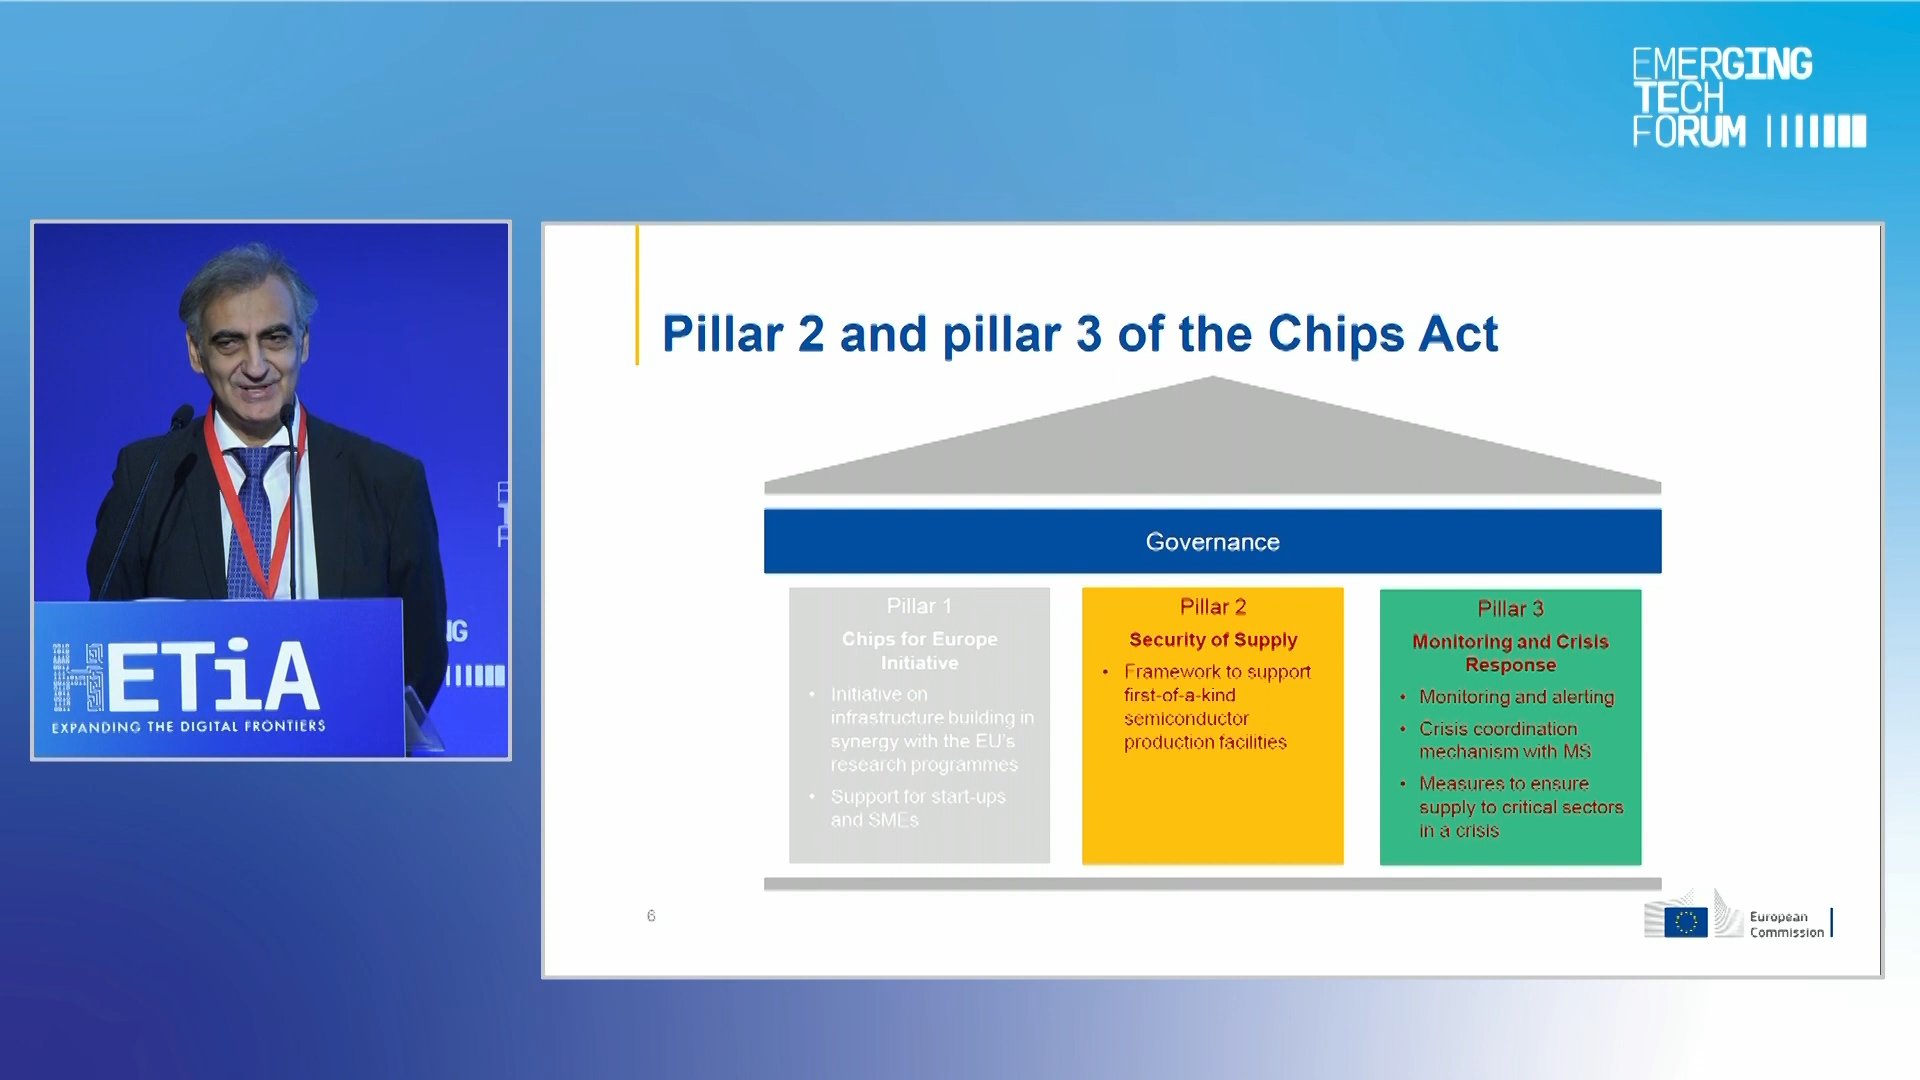 EMERGING
TECH
FORUM
Pillar 2 and pillar 3 of the Chips Act
Governance
Pillar 1
Chips for Europe
Initiative
• Initiative on
infrastructure building in
synergy with the EU's
research programmes
• Support for start-ups
and SMEs
Pillar 2
Security of Supply
• Framework to support
first-of-a-kind
semiconductor
production facilities
Pillar 3
Monitoring and Crisis
Response
• Monitoring and alerting
• Crisis coordination
mechanism with MS
• Measures to ensure
supply to critical sectors
in a crisis
6
European
Commission
HETiA
EXPANDING THE DIGITAL FRONTIERS